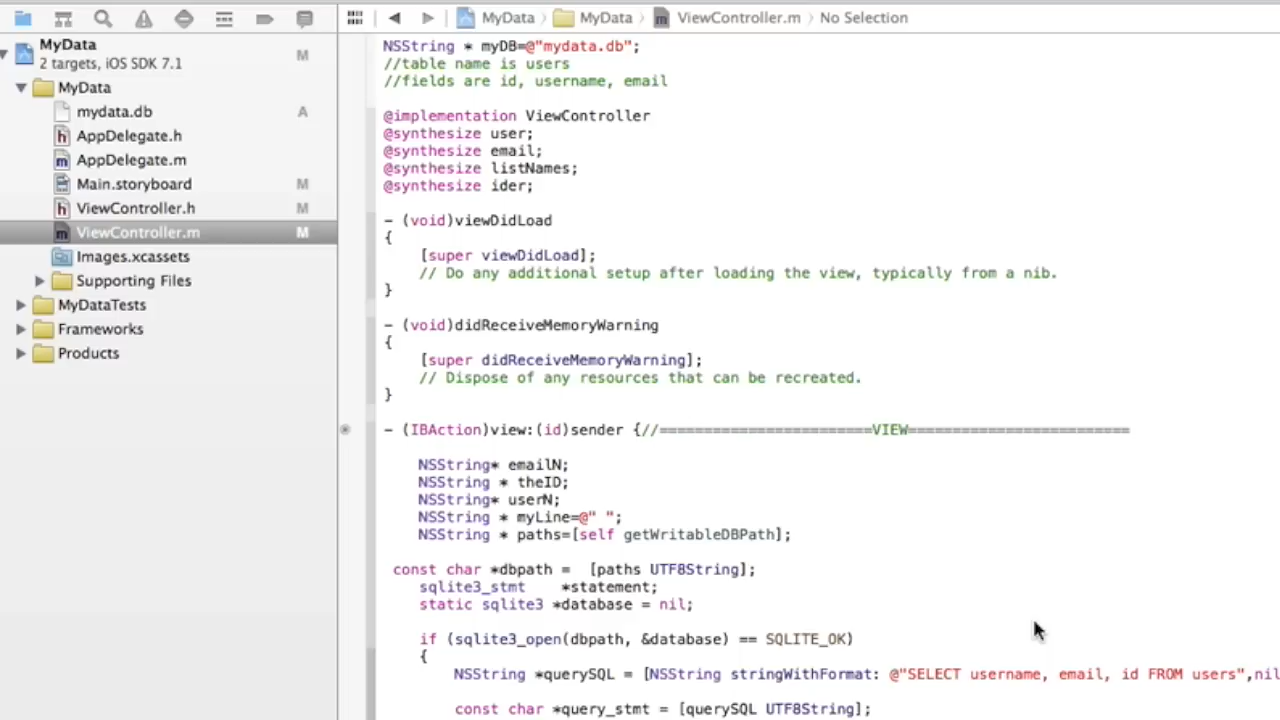 MyData
2 targets, iOS SDK 7.1
M
MyData
mydata.db
A
AppDelegate.h
AppDelegate.m
Main.storyboard
M
ViewController.h
M
ViewController.m
M
Images.xcassets
Supporting Files
MyDataTests
Frameworks
Products
MyData
MyData
ViewController.m
No Selection
NSString * myDB=@"mydata.db";
//table name is users
//fields are id, username, email
@implementation ViewController
@synthesize user;
@synthesize email;
@synthesize listNames;
@synthesize ider;
- (void)viewDidLoad
{
[super viewDidLoad];
// Do any additional setup after loading the view, typically from a nib.
}
- (void)didReceiveMemoryWarning
{
[super didReceiveMemoryWarning];
// Dispose of any resources that can be recreated.
}
- (IBAction)view:(id)sender {//========================VIEW=========================
NSString* emailN;
NSString * theID;
NSString* userN;
NSString * myLine=@" ";
NSString * paths=[self getWritableDBPath];
const char *dbpath = [paths UTF8String];
sqlite3_stmt *statement;
static sqlite3 *database = nil;
if (sqlite3_open(dbpath, &database) == SQLITE_OK)
{
NSString *querySQL = [NSString stringWithFormat: @"SELECT username, email, id FROM users",nil
const char *query_stmt = [querySQL UTF8String];